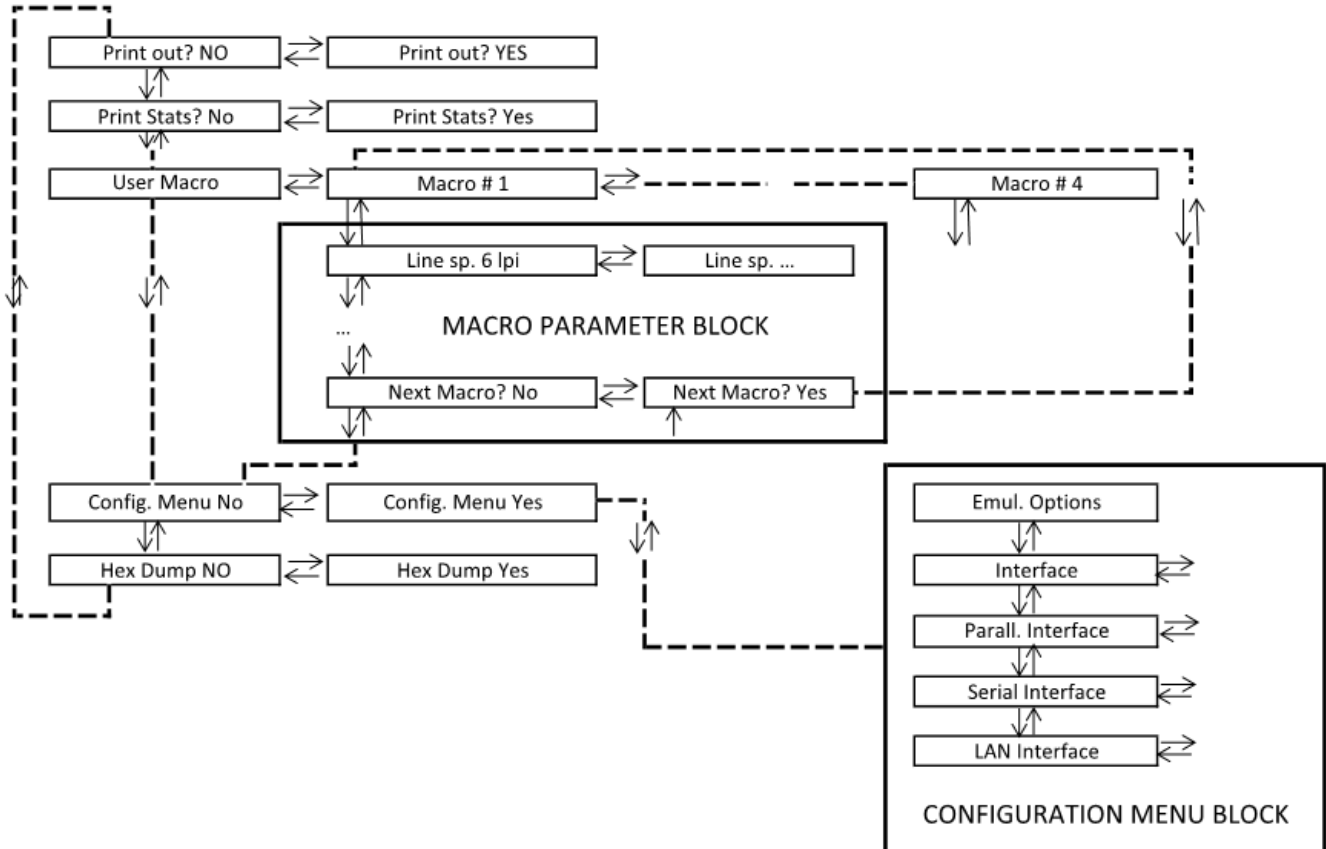 Print out? NO
Print out? YES
Print Stats? No
Print Stats? Yes
User Macro
Macro # 1
Macro # 4
Line sp. 6 lpi
Line sp. ...
...
MACRO PARAMETER BLOCK
Next Macro? No
Next Macro? Yes
Config. Menu No
Config. Menu Yes
Hex Dump NO
Hex Dump Yes
Emul. Options
Interface
Parall. Interface
Serial Interface
LAN Interface
CONFIGURATION MENU BLOCK